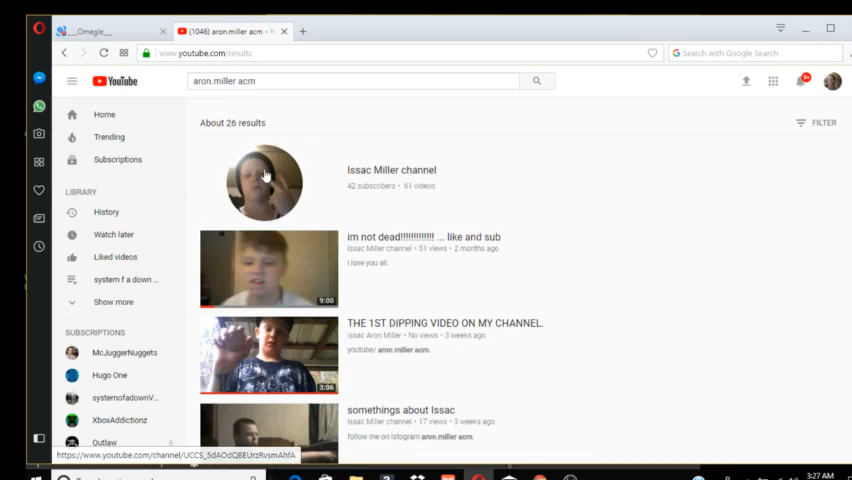 __Omegle__
(1046) aron.miller acm -
www.youtube.com/results
Search with Google Search
YouTube
aron.miller acm
9+
Home
Trending
Subscriptions
LIBRARY
History
Watch later
Liked videos
system f a down ...
Show more
SUBSCRIPTIONS
McJuggerNuggets
Hugo One
systemofadownV...
XboxAddictionz
Outlaw
6
About 26 results
FILTER
Issac Miller channel
42 subscribers • 61 videos
im not dead!!!!!!!!!!!!! ... like and sub
Issac Miller channel • 51 views • 2 months ago
i love you all.
9:00
THE 1ST DIPPING VIDEO ON MY CHANNEL.
Issac Aron Miller • No views • 3 weeks ago
youtube/ aron.miller acm.
3:06
somethings about Issac
Issac Miller channel • 17 views • 3 weeks ago
follow me on istogram aron.miller acm.
https://www.youtube.com/channel/UCCS_5dAOdQBEUrzRvsmAhfA
3:27 AM